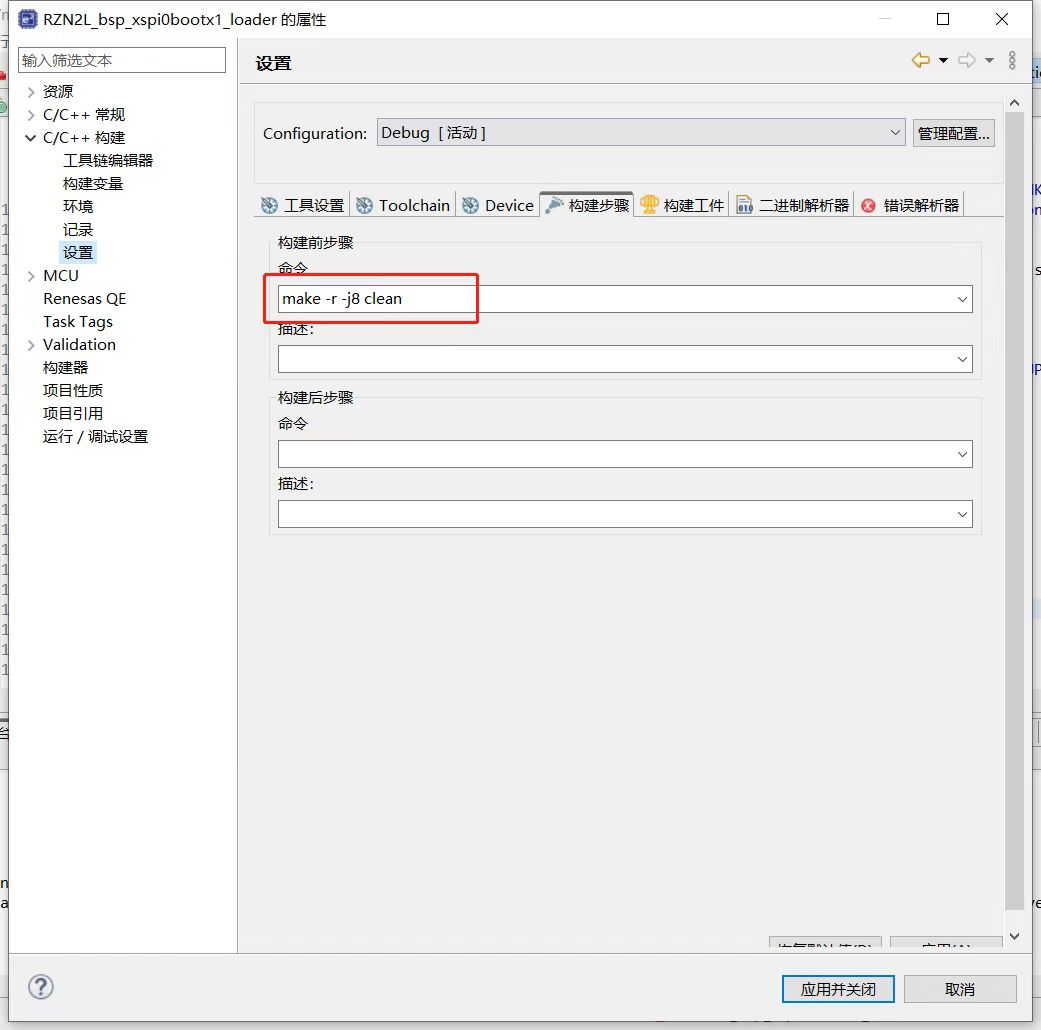 RZN2L_bsp_xspi0bootx1_loader 的属性
输入筛选文本
资源
C/C++ 常规
C/C++ 构建
工具链编辑器
构建变量
环境
记录
设置
MCU
Renesas QE
Task Tags
Validation
构建器
项目性质
项目引用
运行 / 调试设置
设置
Configuration: Debug [ 活动 ] 管理配置...
工具设置 Toolchain Device 构建步骤 构建工件 二进制解析器 错误解析器
构建前步骤
命令
make -r -j8 clean
描述:
构建后步骤
命令
描述:
应用并关闭 取消